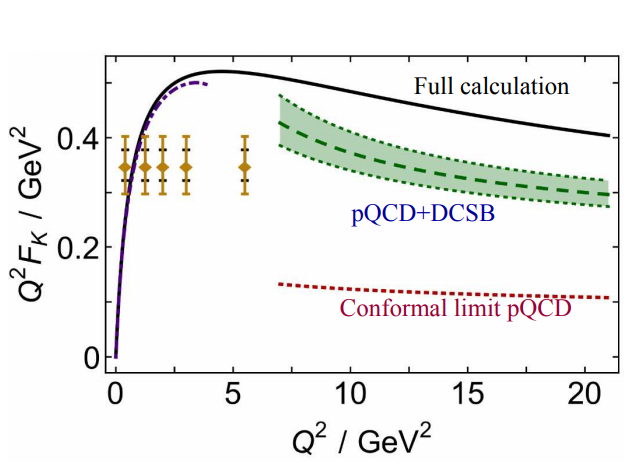 Full calculation
0.4
pQCD+DCSB
0.2
Conformal limit pQCD
0
Q²F_K / GeV²
0 5 10 15 20
Q² / GeV²